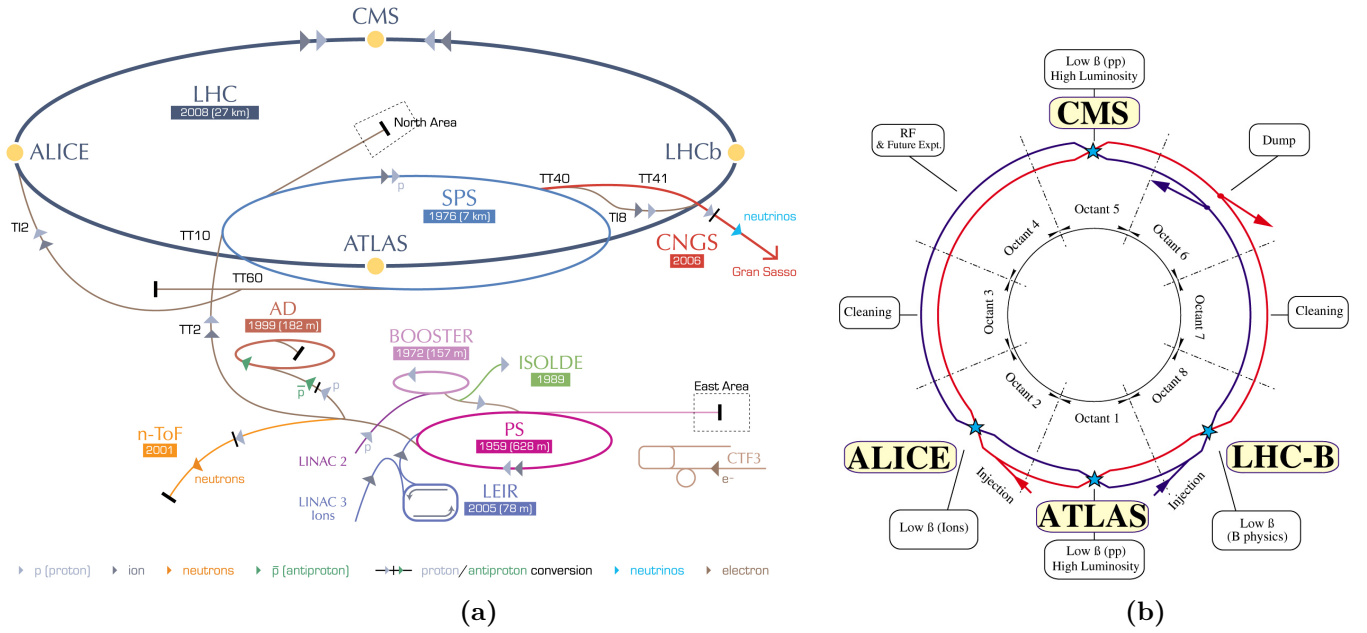 CMS
LHC
2008 (27 km)
North Area
ALICE
LHCb
TT40
TT41
SPS
1976 (7 km)
TI8
neutrinos
TI2
TT10
ATLAS
CNGS
2006
Gran Sasso
TT60
p
AD
1999 (182 m)
TT2
BOOSTER
1972 (157 m)
ISOLDE
1989
p̅
p
East Area
n-ToF
2001
PS
1959 (628 m)
p
LINAC 2
neutrons
CTF3
e-
LEIR
2005 (78 m)
LINAC 3
Ions
p (proton)
ion
neutrons
p̅ (antiproton)
proton/antiproton conversion
neutrinos
electron
(a)
Low ß (pp)
High Luminosity
CMS
RF
& Future Expt.
Dump
Octant 5
Octant 4
Octant 6
Octant 3
Octant 7
Cleaning
Cleaning
Octant 2
Octant 8
Octant 1
ALICE
LHC-B
Injection
Injection
ATLAS
Low ß (Ions)
Low ß
(B physics)
Low ß (pp)
High Luminosity
(b)